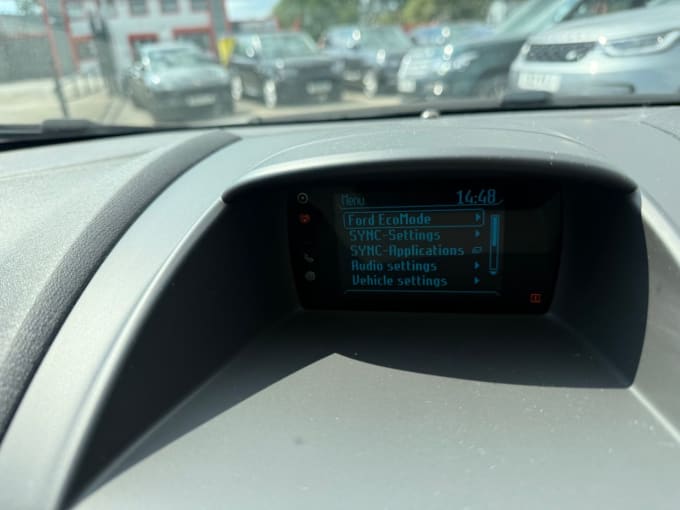 Menu 14:48
Ford EcoMode
SYNC-Settings
SYNC-Applications
Audio settings
Vehicle settings